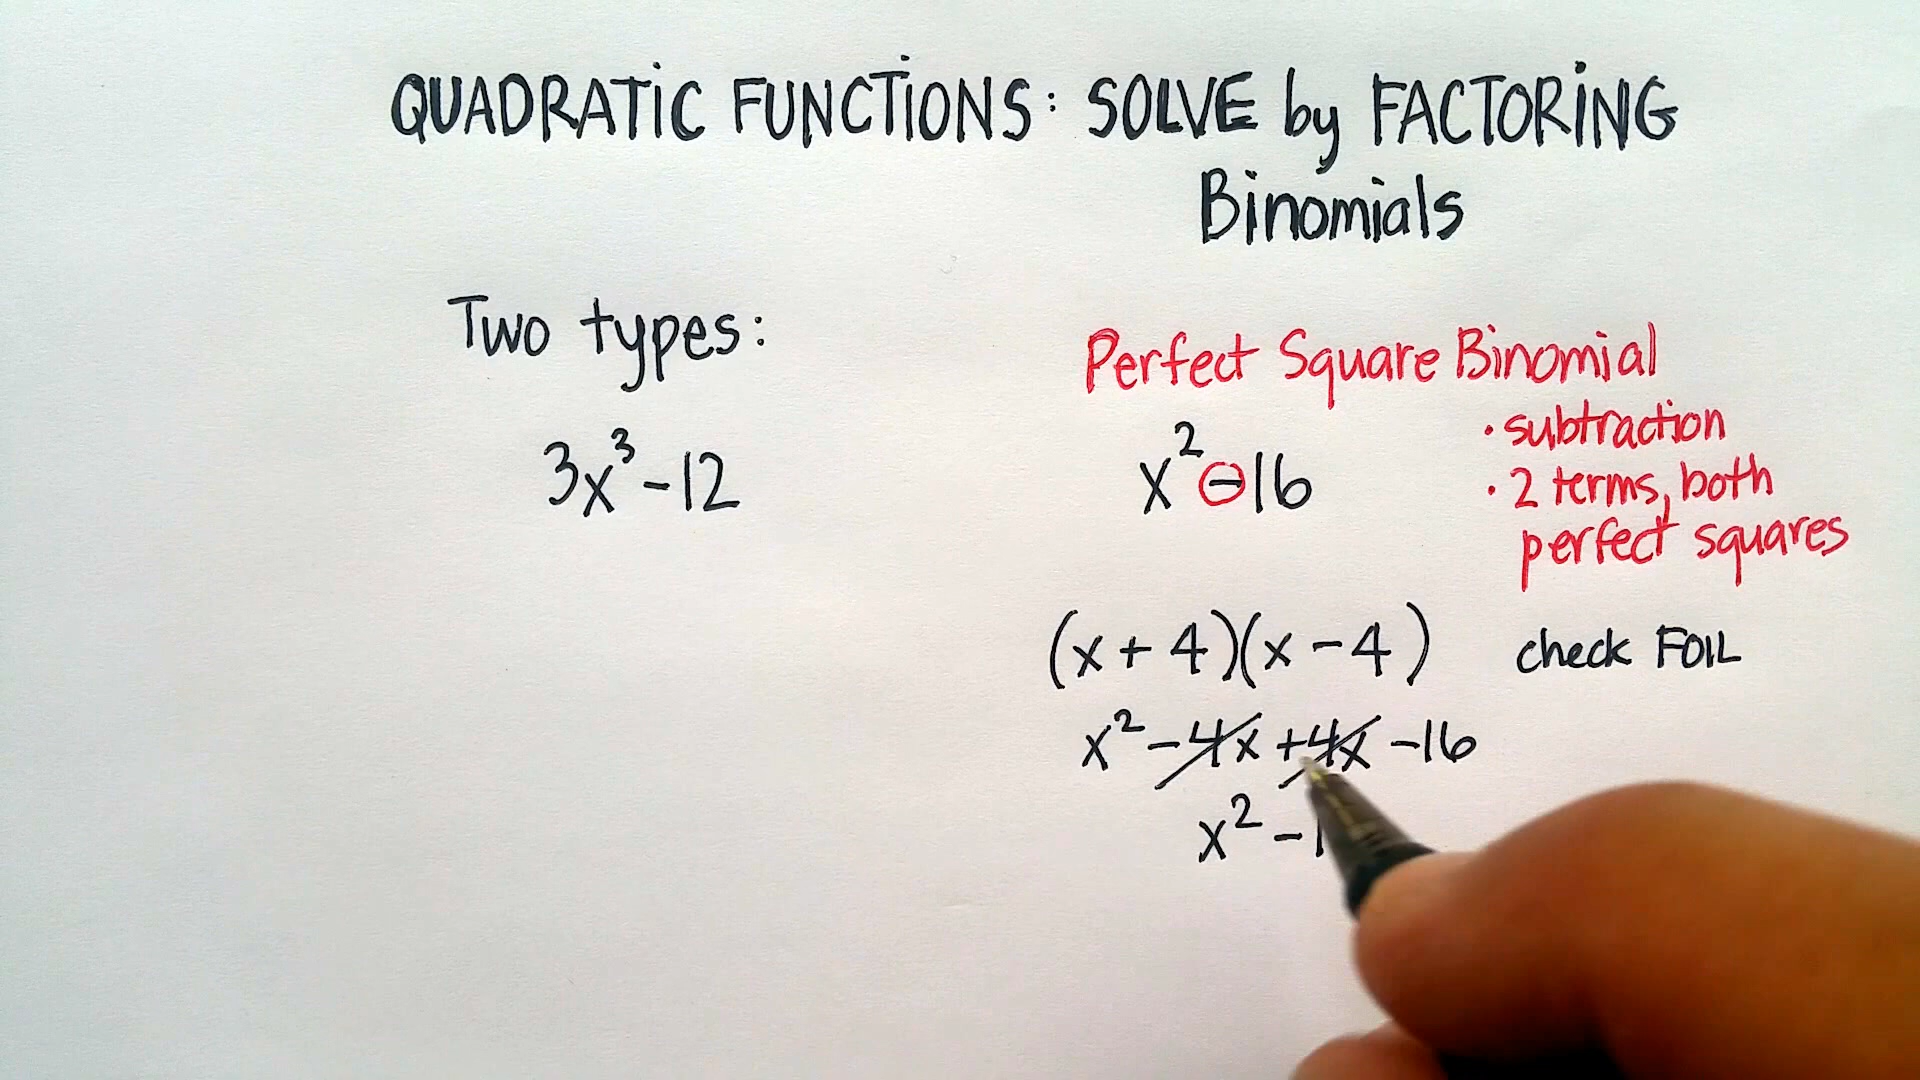 QUADRATIC FUNCTIONS: SOLVE by FACTORING
Binomials
Two types:
3x³-12
Perfect Square Binomial
x²-16
• subtraction
• 2 terms, both
perfect squares
(x+4)(x-4)
check FOIL
x²-4x+4x-16
x²-1